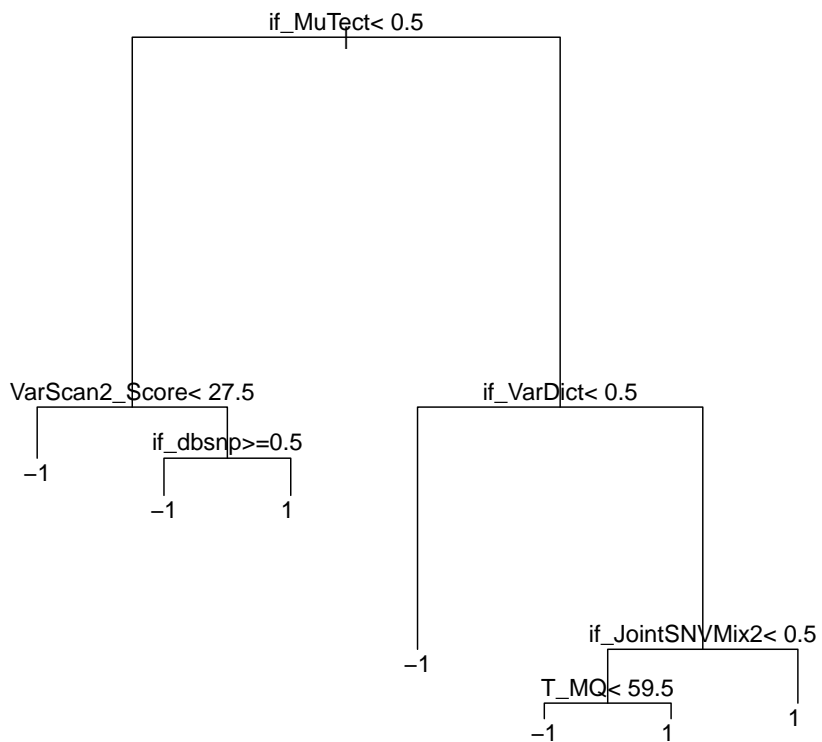 if_MuTect< 0.5
VarScan2_Score< 27.5
if_VarDict< 0.5
if_dbsnp>=0.5
−1
−1
1
if_JointSNVMix2< 0.5
−1
T_MQ< 59.5
1
−1
1